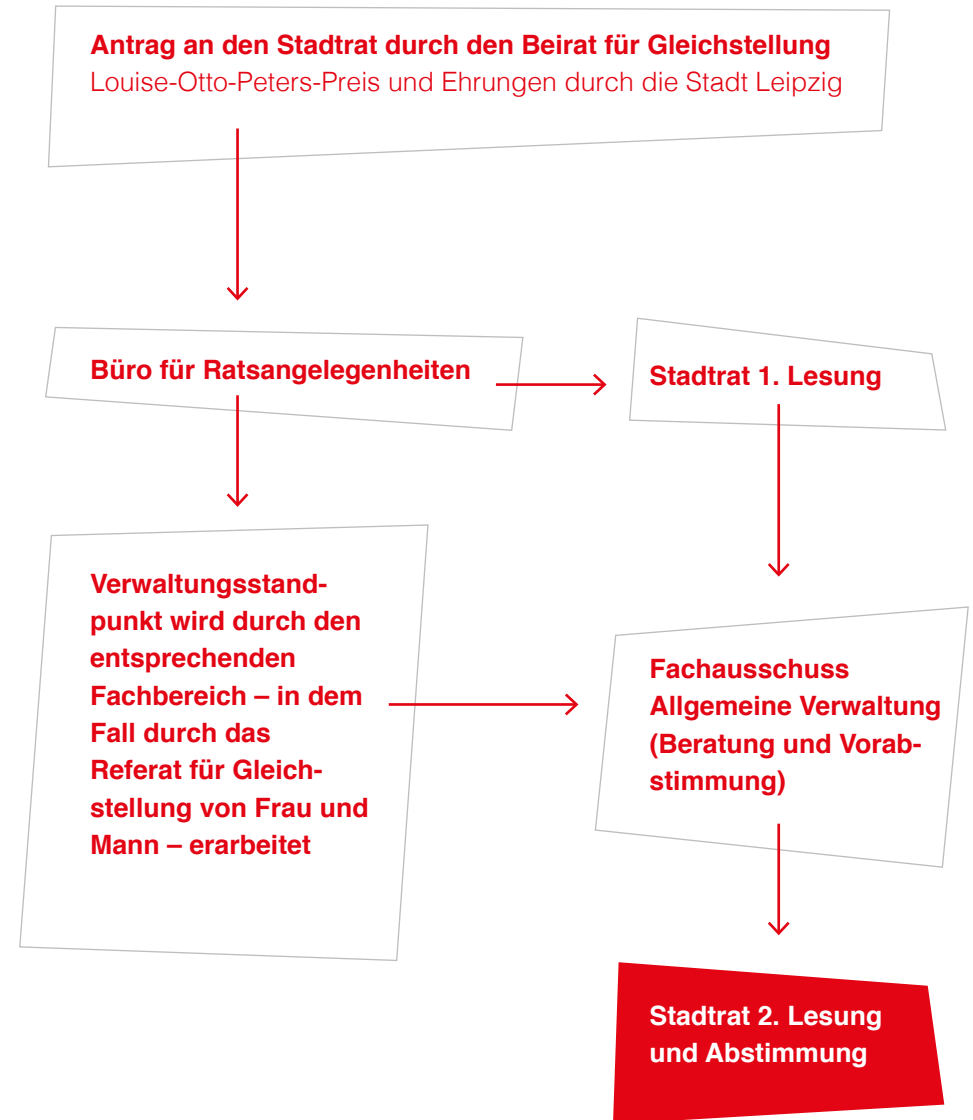 Antrag an den Stadtrat durch den Beirat für Gleichstellung
Louise-Otto-Peters-Preis und Ehrungen durch die Stadt Leipzig
Büro für Ratsangelegenheiten
Stadtrat 1. Lesung
Verwaltungsstand-
punkt wird durch den
entsprechenden
Fachbereich – in dem
Fall durch das
Referat für Gleich-
stellung von Frau und
Mann – erarbeitet
Fachausschuss
Allgemeine Verwaltung
(Beratung und Vorab-
stimmung)
Stadtrat 2. Lesung
und Abstimmung